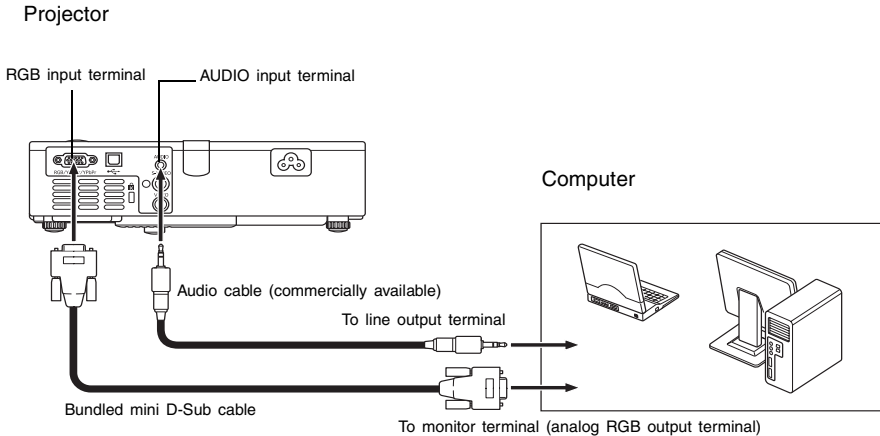 Projector
RGB input terminal
AUDIO input terminal
AUDIO
Computer
Audio cable (commercially available)
To line output terminal
Bundled mini D-Sub cable
To monitor terminal (analog RGB output terminal)